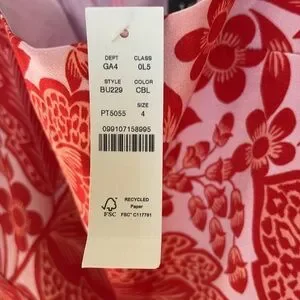 DEPT CLASS
GA4 0L5
STYLE COLOR
BU229 CBL
SIZE
PT5055 4
099107158995
RECYCLED
Paper
FSC FSC® C117791